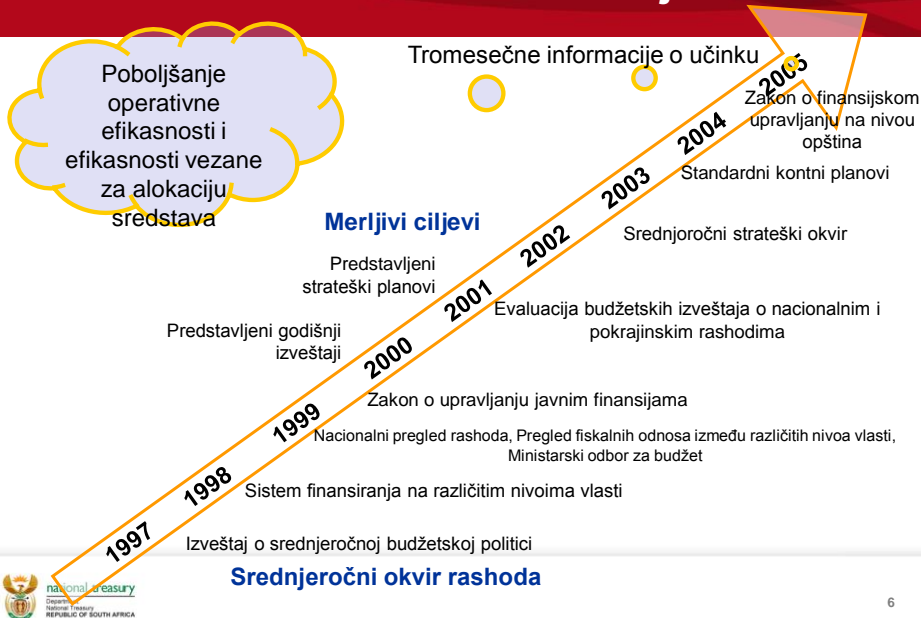 Tromesečne informacije o učinku
Poboljšanje
operativne
efikasnosti i
efikasnosti vezane
za alokaciju
sredstava
2005
Zakon o finansijskom
upravljanju na nivou
opština
2004
Standardni kontni planovi
2003
Merljivi ciljevi
Srednjoročni strateški okvir
2002
Predstavljeni
strateški planovi
2001
Evaluacija budžetskih izveštaja o nacionalnim i
pokrajinskim rashodima
Predstavljeni godišnji
izveštaji
2000
Zakon o upravljanju javnim finansijama
1999
Nacionalni pregled rashoda, Pregled fiskalnih odnosa između različitih nivoa vlasti,
Ministarski odbor za budžet
1998
Sistem finansiranja na različitim nivoima vlasti
1997
Izveštaj o srednjeročnoj budžetskoj politici
Srednjeročni okvir rashoda
national treasury
Department
National Treasury
REPUBLIC OF SOUTH AFRICA
6